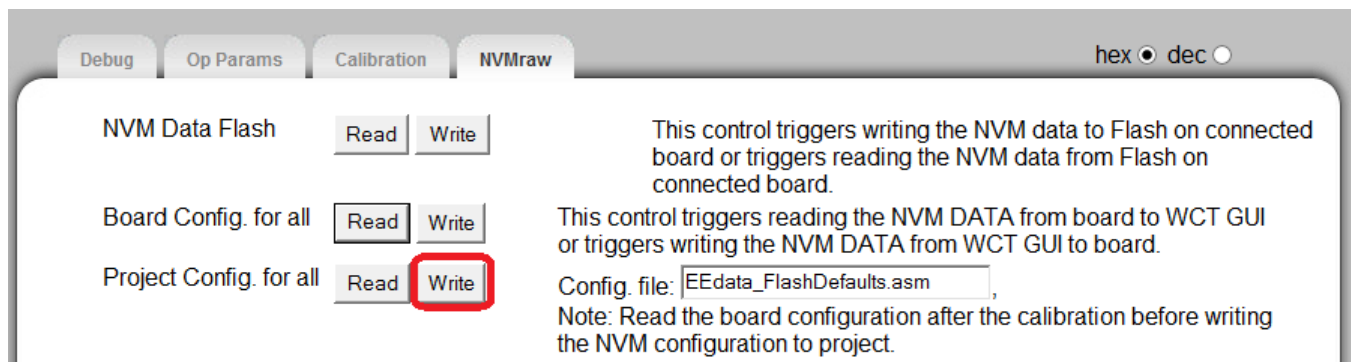 Debug Op Params Calibration NVMraw hex dec
NVM Data Flash Read Write This control triggers writing the NVM data to Flash on connected
board or triggers reading the NVM data from Flash on
connected board.
Board Config. for all Read Write This control triggers reading the NVM DATA from board to WCT GUI
or triggers writing the NVM DATA from WCT GUI to board.
Project Config. for all Read Write Config. file: EEdata_FlashDefaults.asm ,
Note: Read the board configuration after the calibration before writing
the NVM configuration to project.